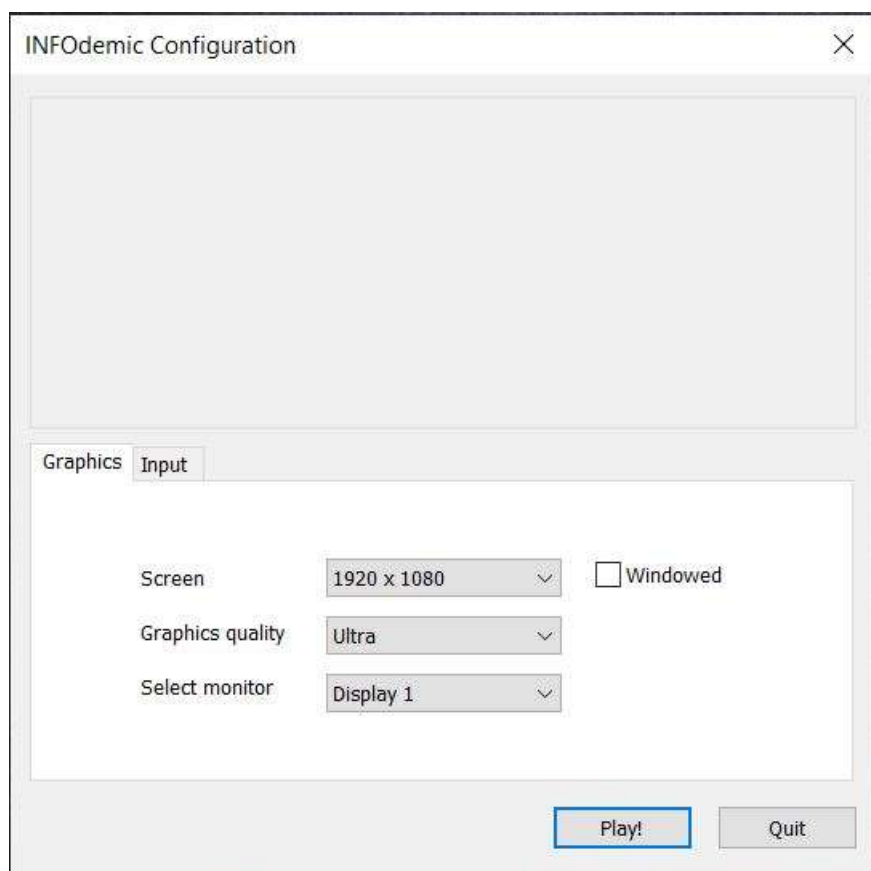 INFOdemic Configuration
Graphics
Input
Screen
1920 x 1080
Windowed
Graphics quality
Ultra
Select monitor
Display 1
Play!
Quit